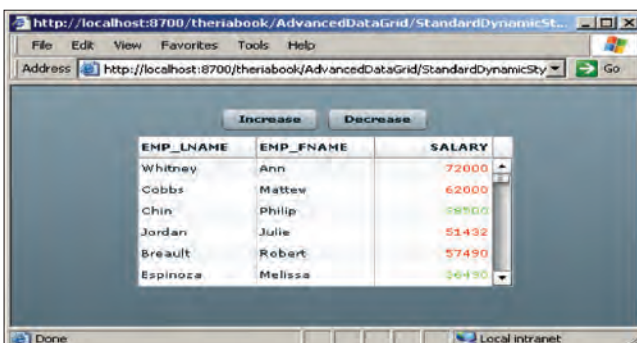 http://localhost:8700/theriabook/AdvancedDataGrid/StandardDynamicSt...
File Edit View Favorites Tools Help
Address http://localhost:8700/theriabook/AdvancedDataGrid/StandardDynamicSty Go
Increase Decrease
EMP_LNAME EMP_FNAME SALARY
Whitney Ann 72000
Cobbs Mattew 62000
Chin Philip
Jordan Julie 51432
Breault Robert 57490
Espinoza Melissa
Done Local intranet